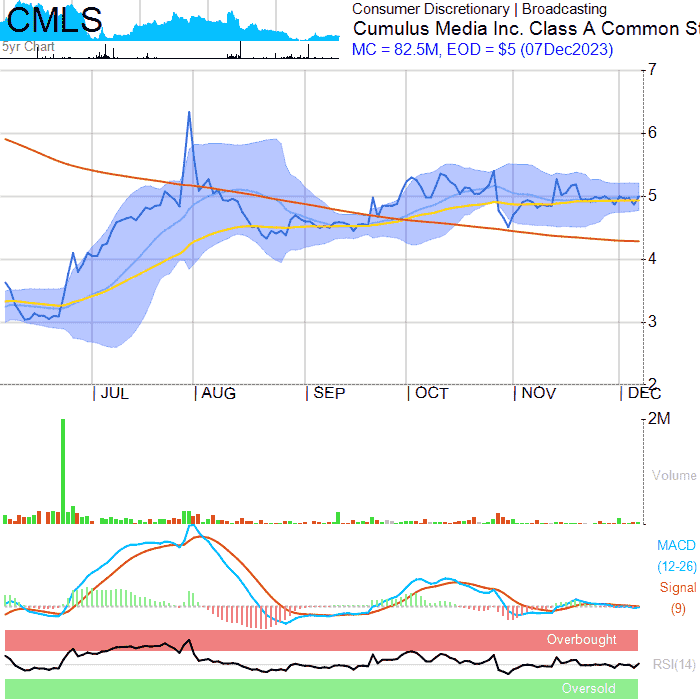 CMLS
5yr Chart
Consumer Discretionary | Broadcasting
Cumulus Media Inc. Class A Common St
MC = 82.5M, EOD = $5 (07Dec2023)
7
6
5
4
3
2
JUL AUG SEP OCT NOV DEC
2M
Volume
MACD
(12-26)
Signal
(9)
Overbought
RSI(14)
Oversold